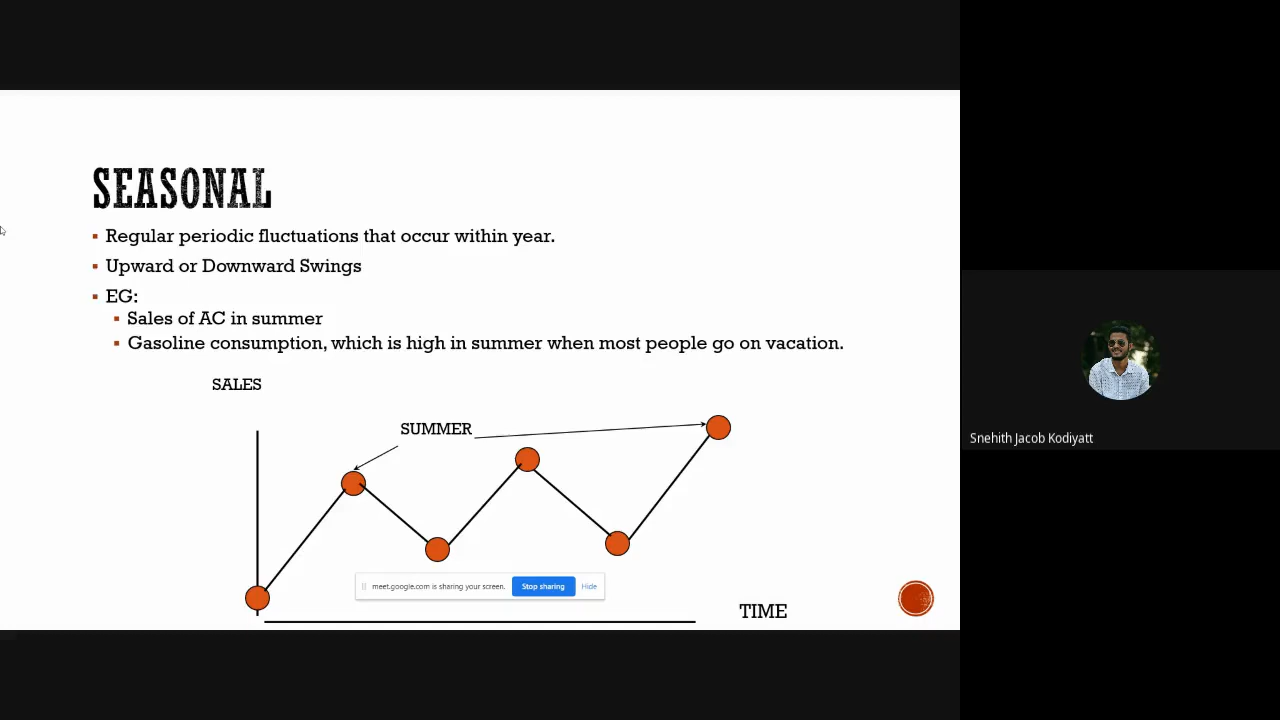 SEASONAL
Regular periodic fluctuations that occur within year.
Upward or Downward Swings
EG:
Sales of AC in summer
Gasoline consumption, which is high in summer when most people go on vacation.
SALES
SUMMER
meet.google.com is sharing your screen. Stop sharing Hide
TIME
Snehith Jacob Kodiyatt